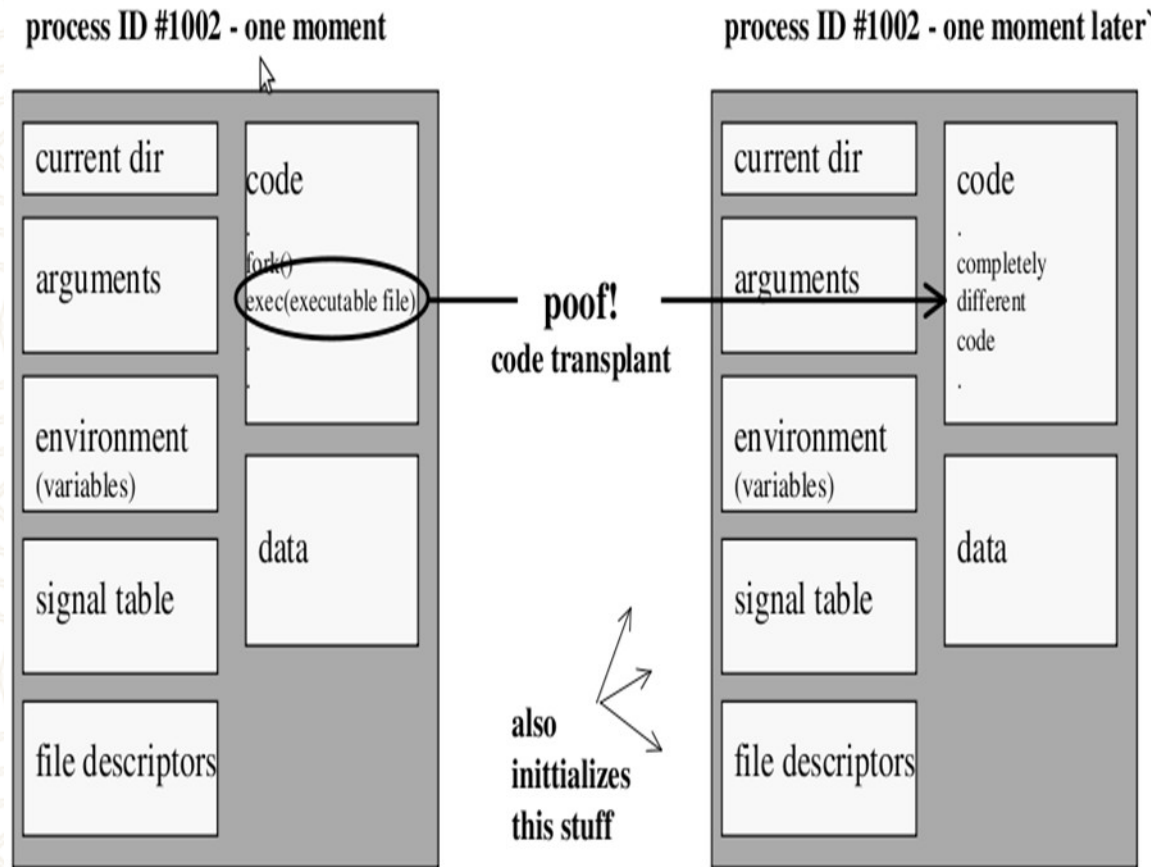 process ID #1002 - one moment
current dir
arguments
environment
(variables)
signal table
file descriptors
code
.
fork()
exec(executable file)
.
.
data
poof!
code transplant
also
inittializes
this stuff
process ID #1002 - one moment later`
current dir
arguments
environment
(variables)
signal table
file descriptors
code
.
completely
different
code
.
data